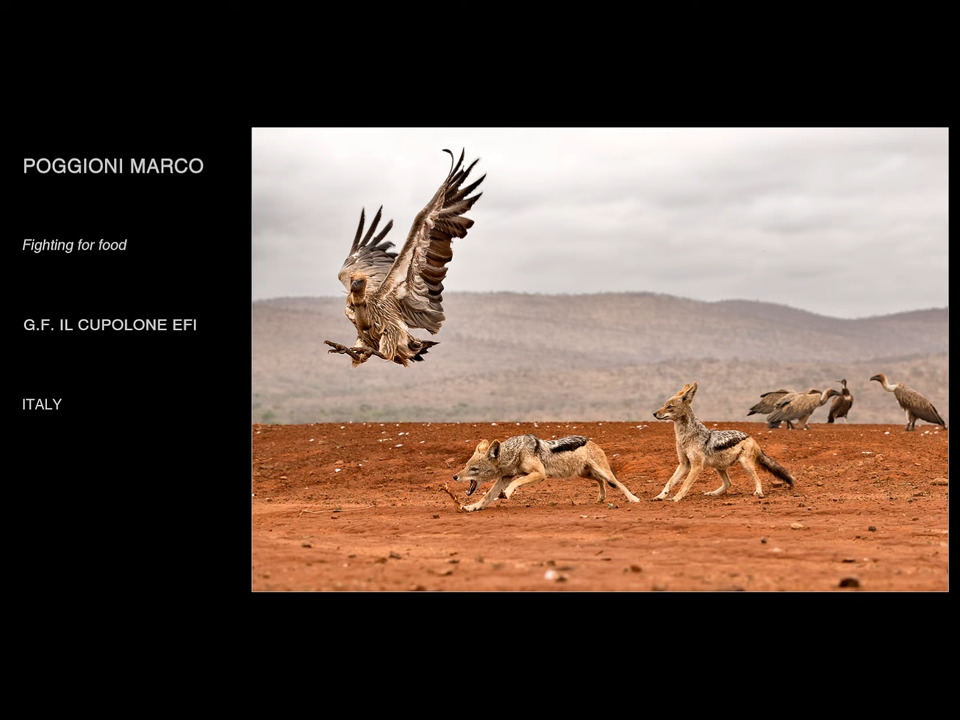 POGGIONI MARCO
Fighting for food
G.F. IL CUPOLONE EFI
ITALY